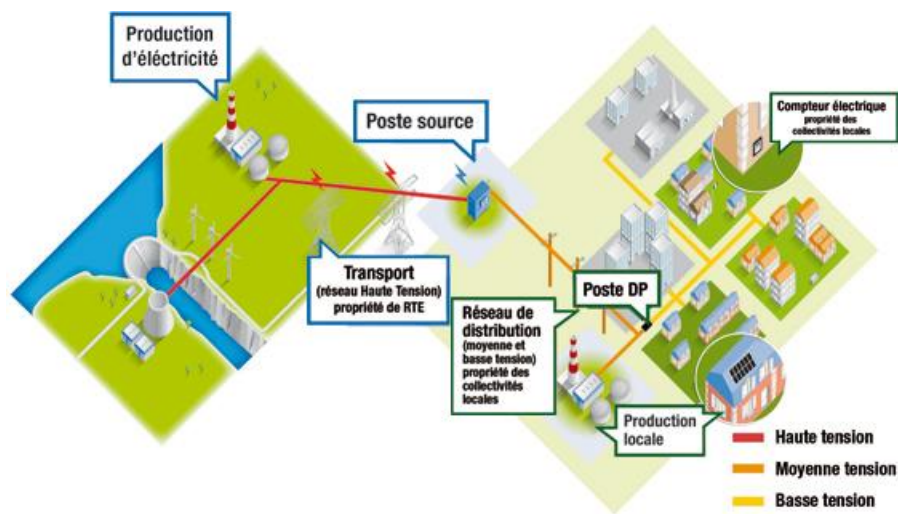 Production
d'éléctricité
Poste source
Compteur électrique
propriété des
collectivités locales
Transport
(réseau Haute Tension)
propriété de RTE
Poste DP
Réseau de
distribution
(moyenne et
basse tension)
propriété des
collectivités
locales
Production
locale
Haute tension
Moyenne tension
Basse tension